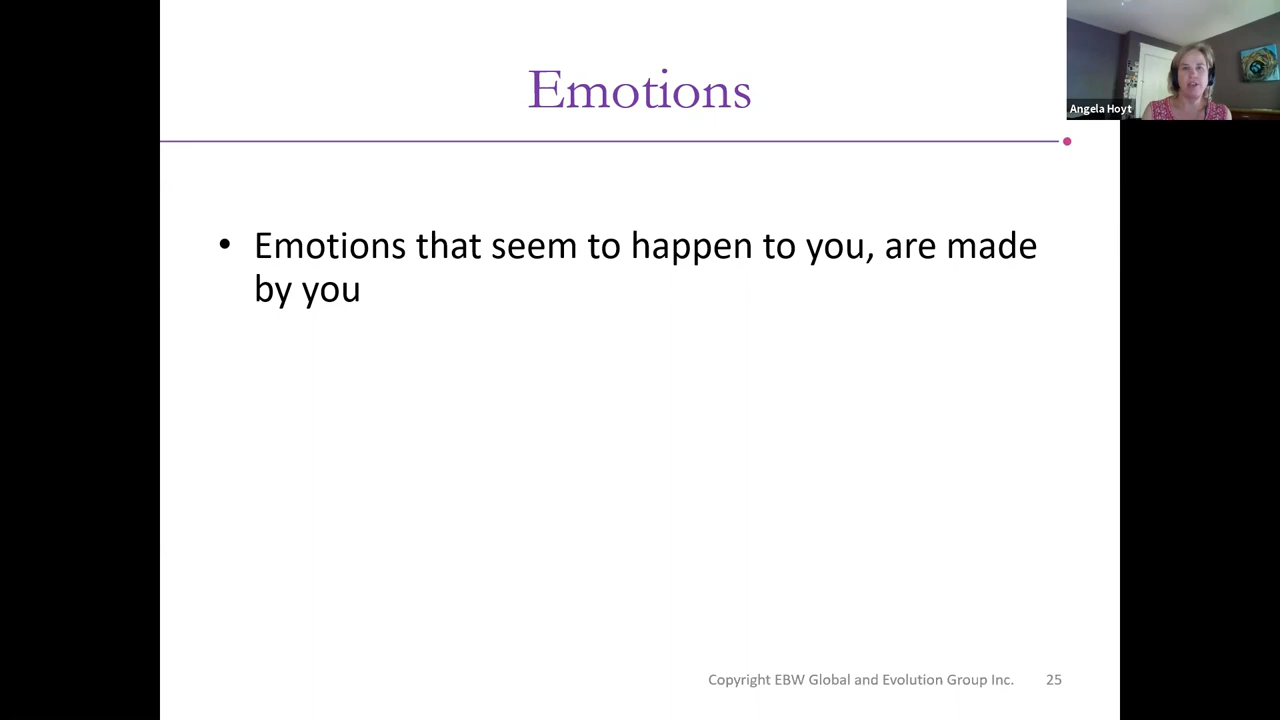 Emotions
Angela Hoyt
• Emotions that seem to happen to you, are made
by you
Copyright EBW Global and Evolution Group Inc. 25